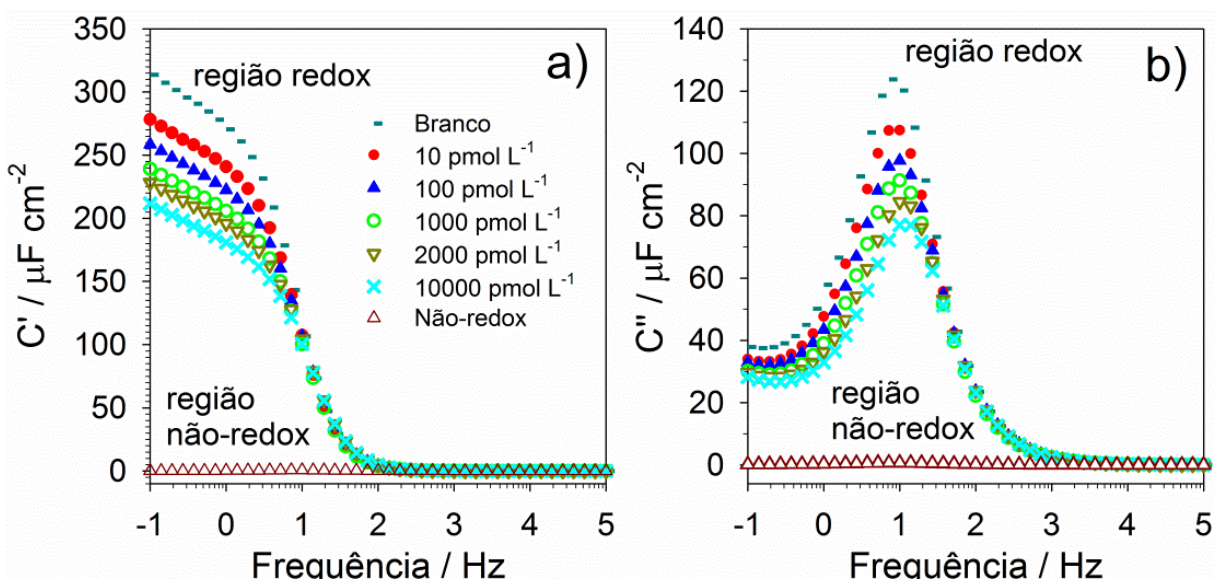 350
300
250
200
150
100
50
0
C' / μF cm⁻²
-1 0 1 2 3 4 5
Frequência / Hz
a)
região redox
Branco
10 pmol L⁻¹
100 pmol L⁻¹
1000 pmol L⁻¹
2000 pmol L⁻¹
10000 pmol L⁻¹
Não-redox
região
não-redox
140
120
100
80
60
40
20
0
C'' / μF cm⁻²
-1 0 1 2 3 4 5
Frequência / Hz
região redox
b)
região
não-redox